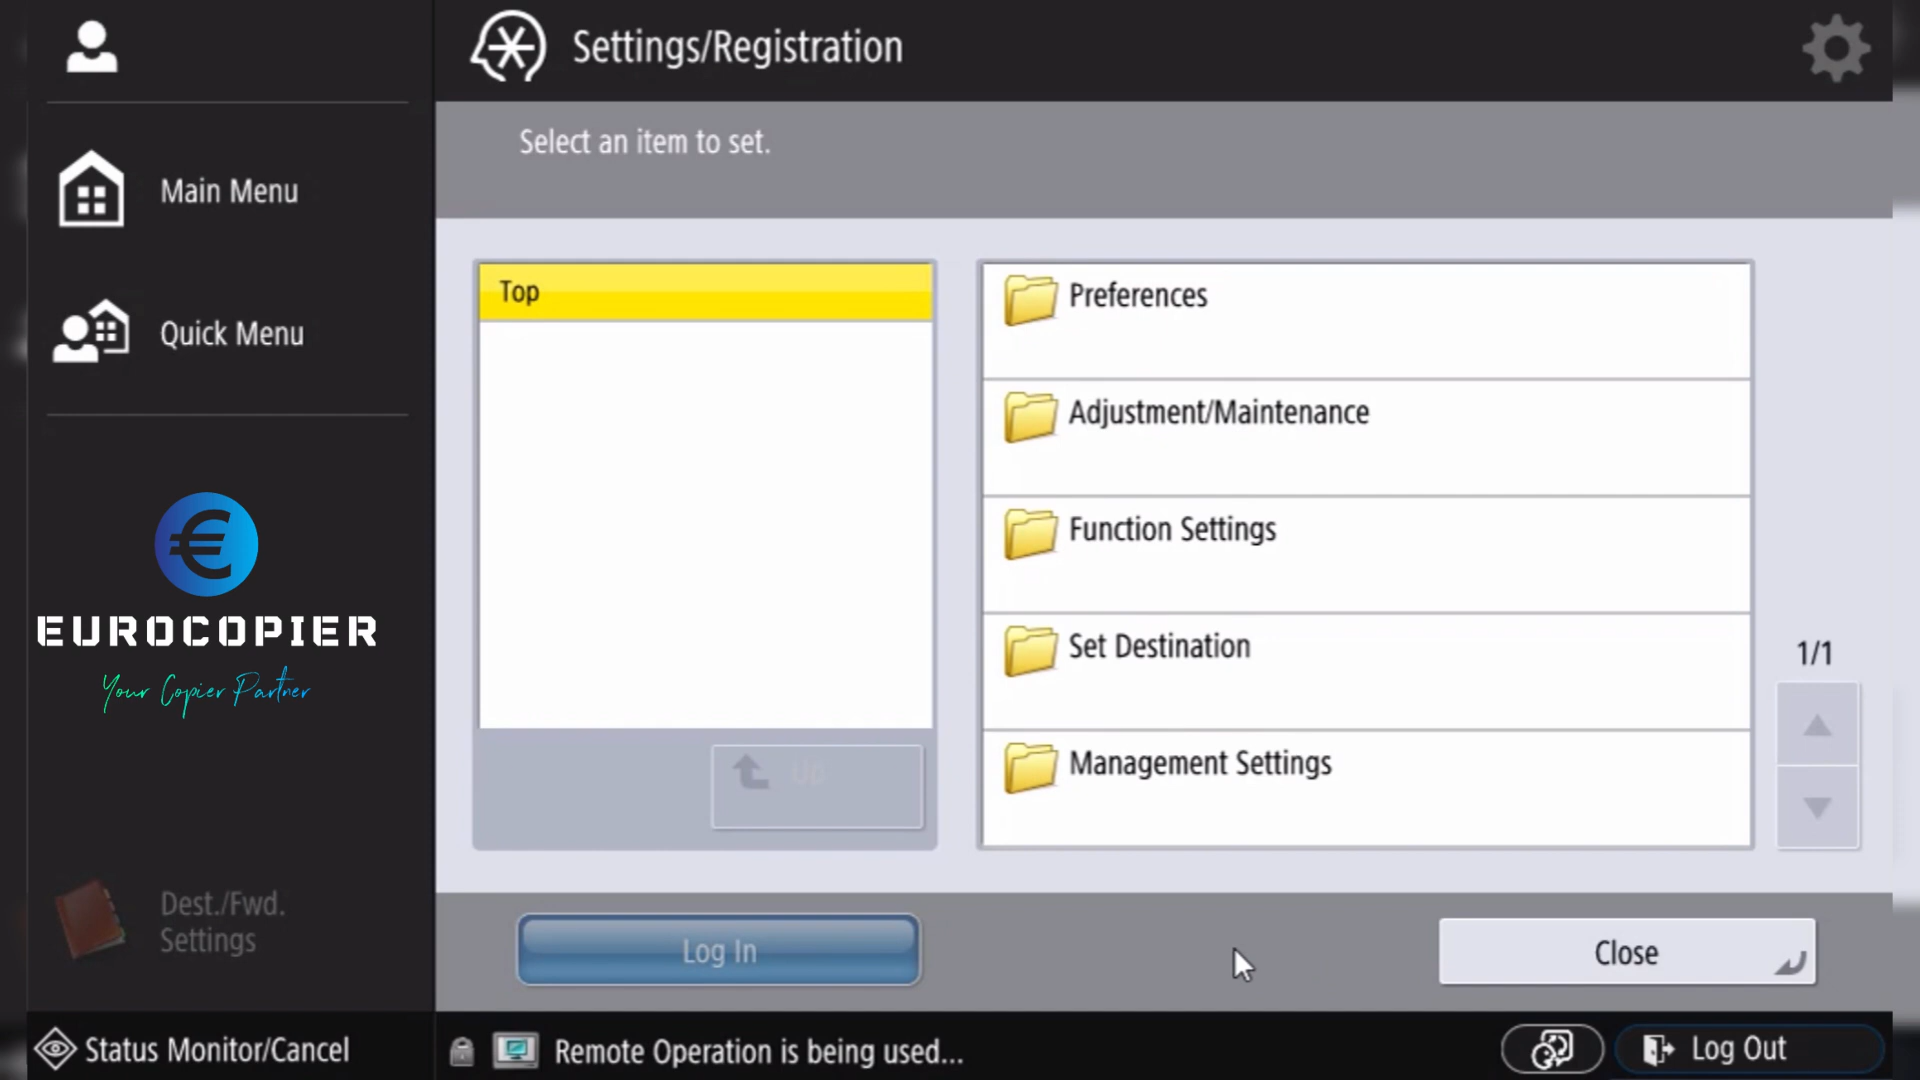 Settings/Registration
Select an item to set.
Main Menu
Quick Menu
EUROCOPIER
Your Copier Partner
Dest./Fwd.
Settings
Status Monitor/Cancel
Top
Up
Preferences
Adjustment/Maintenance
Function Settings
Set Destination
Management Settings
1/1
Log In
Close
Remote Operation is being used...
Log Out